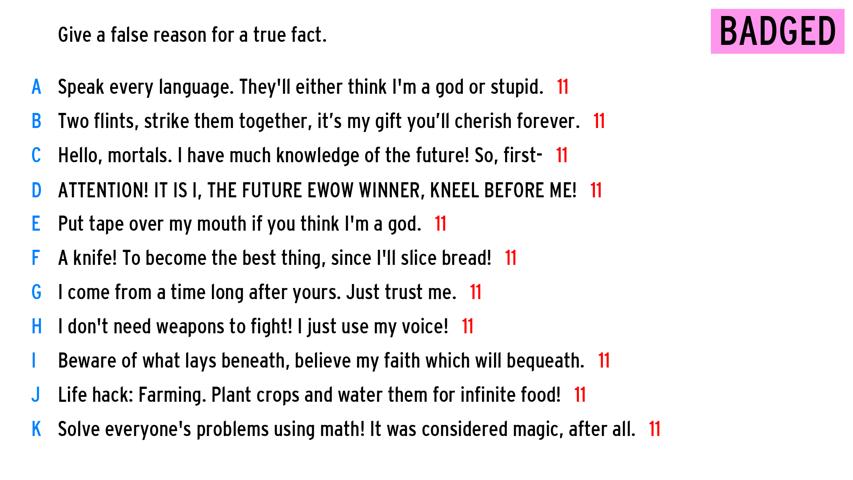 Give a false reason for a true fact.
BADGED
A Speak every language. They'll either think I'm a god or stupid. 11
B Two flints, strike them together, it’s my gift you’ll cherish forever. 11
C Hello, mortals. I have much knowledge of the future! So, first- 11
D ATTENTION! IT IS I, THE FUTURE EWOW WINNER, KNEEL BEFORE ME! 11
E Put tape over my mouth if you think I'm a god. 11
F A knife! To become the best thing, since I'll slice bread! 11
G I come from a time long after yours. Just trust me. 11
H I don't need weapons to fight! I just use my voice! 11
I Beware of what lays beneath, believe my faith which will bequeath. 11
J Life hack: Farming. Plant crops and water them for infinite food! 11
K Solve everyone's problems using math! It was considered magic, after all. 11